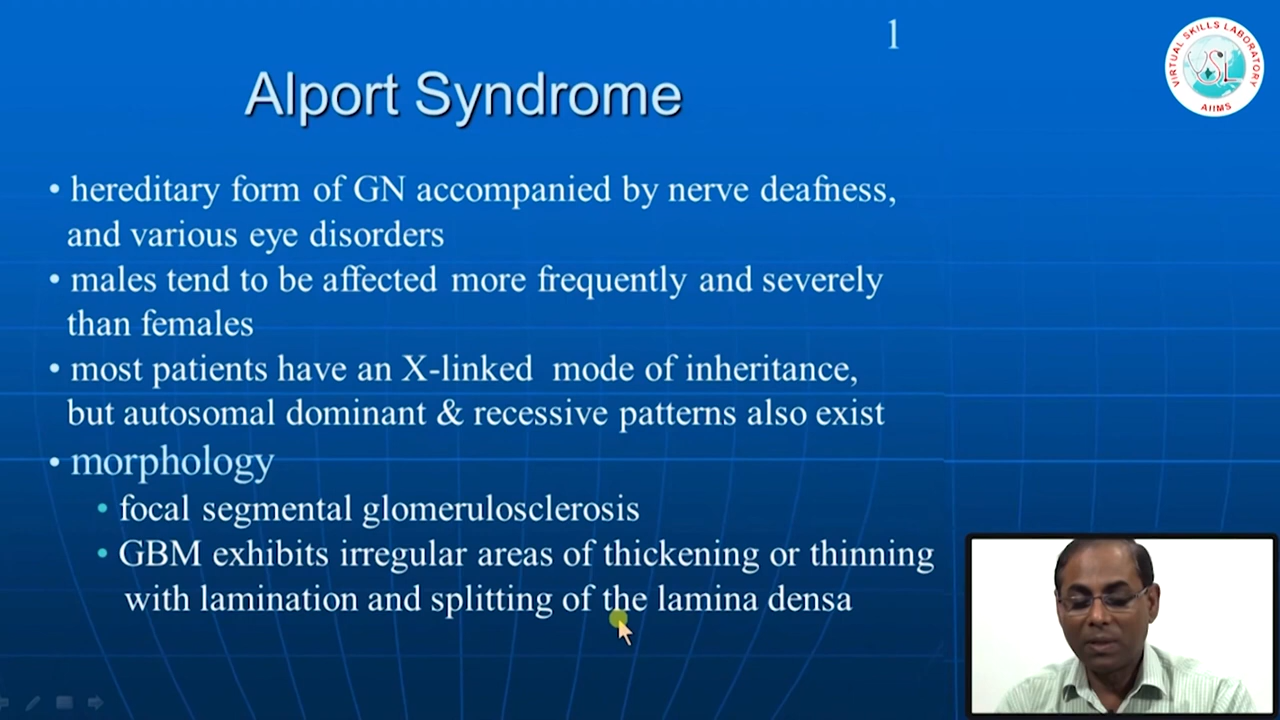 1
VIRTUAL SKILLS LABORATORY
VSL
AIIMS
Alport Syndrome
• hereditary form of GN accompanied by nerve deafness,
and various eye disorders
• males tend to be affected more frequently and severely
than females
• most patients have an X-linked mode of inheritance,
but autosomal dominant & recessive patterns also exist
• morphology
• focal segmental glomerulosclerosis
• GBM exhibits irregular areas of thickening or thinning
with lamination and splitting of the lamina densa